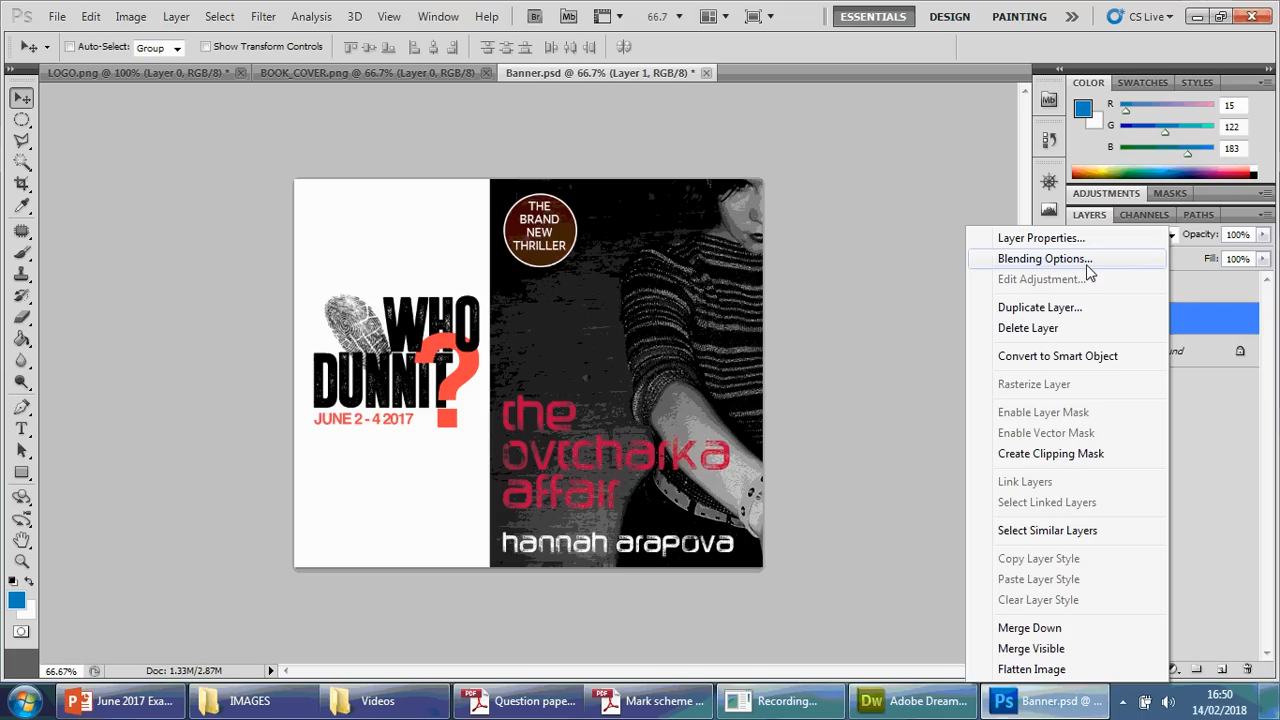 Ps File Edit Image Layer Select Filter Analysis 3D View Window Help Br Mb 66.7 ESSENTIALS DESIGN PAINTING CS Live
Auto-Select: Group Show Transform Controls
LOGO.png @ 100% (Layer 0, RGB/8) * BOOK_COVER.png @ 66.7% (Layer 0, RGB/8) Banner.psd @ 66.7% (Layer 1, RGB/8) *
COLOR SWATCHES STYLES
Mb
R 15
G 122
B 183
ADJUSTMENTS MASKS
LAYERS CHANNELS PATHS
Opacity: 100%
Fill: 100%
THE
BRAND
NEW
THRILLER
WHO
DUNNIT?
JUNE 2 - 4 2017
the
ovtcharka
affair
hannah arapova
Layer Properties...
Blending Options...
Edit Adjustment...
Duplicate Layer...
Delete Layer
Convert to Smart Object
Rasterize Layer
Enable Layer Mask
Enable Vector Mask
Create Clipping Mask
Link Layers
Select Linked Layers
Select Similar Layers
Copy Layer Style
Paste Layer Style
Clear Layer Style
Merge Down
Merge Visible
Flatten Image
66.67% Doc: 1.33M/2.87M
June 2017 Exa... IMAGES Videos Question pape... Mark scheme ... Recording... Dw Adobe Dream... Ps Banner.psd @ ...
16:50
14/02/2018